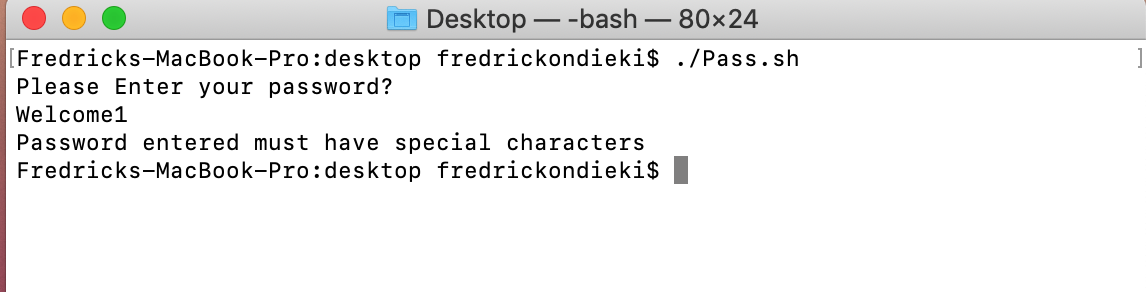 Desktop — -bash — 80×24
[Fredricks-MacBook-Pro:desktop fredrickondieki$ ./Pass.sh ]
Please Enter your password?
Welcome1
Password entered must have special characters
Fredricks-MacBook-Pro:desktop fredrickondieki$